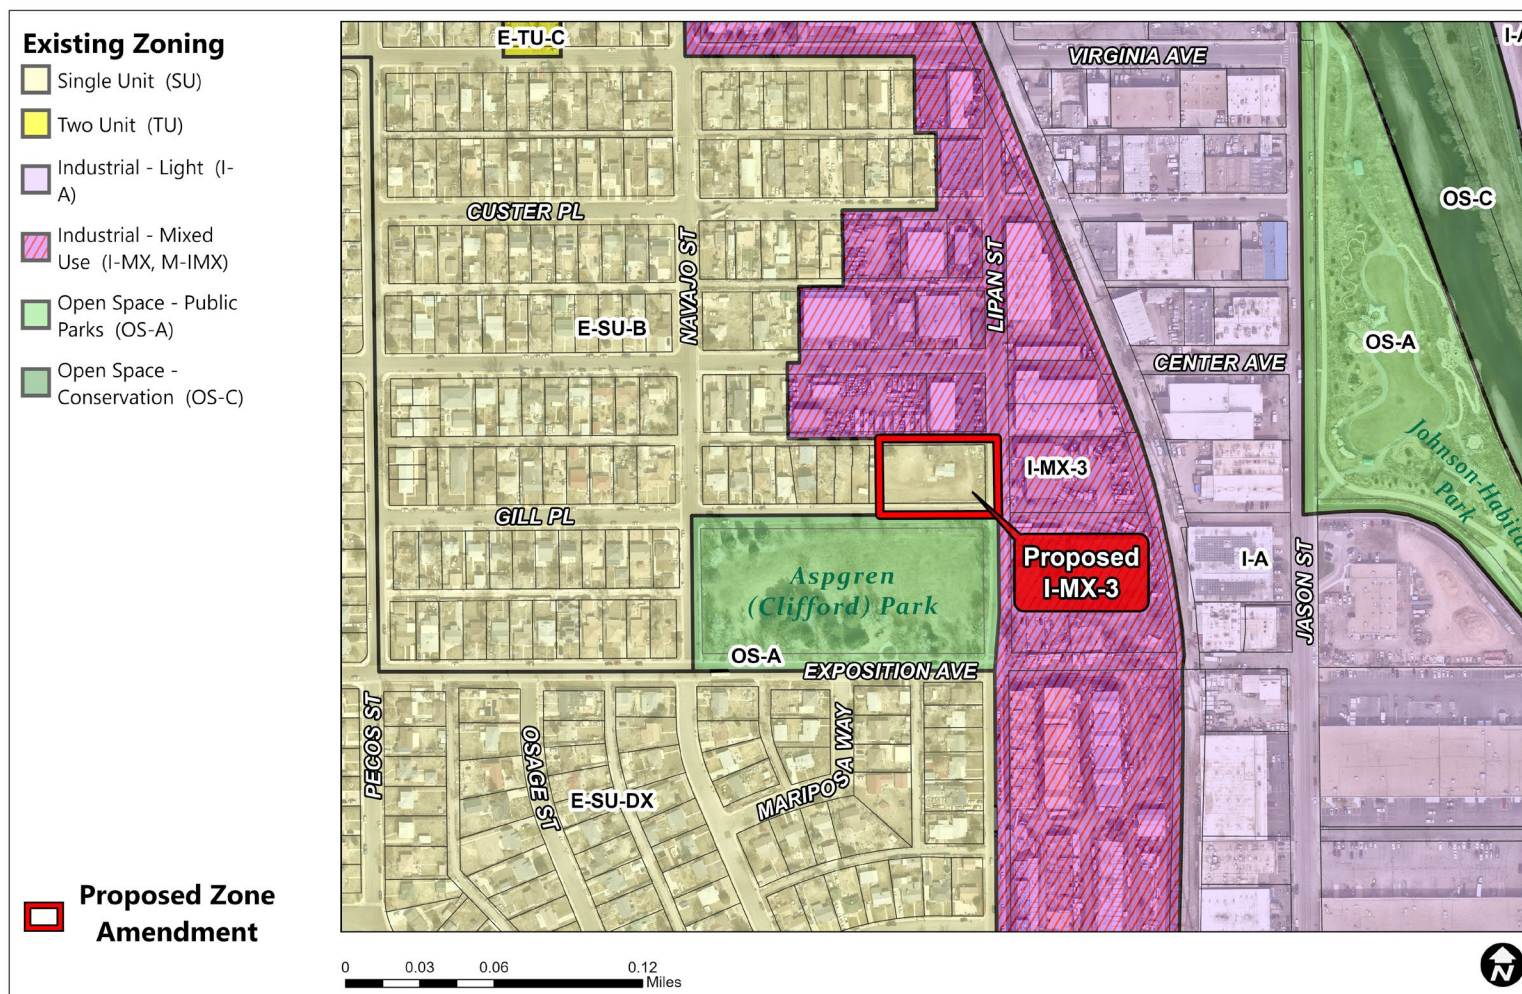 Existing Zoning
Single Unit (SU)
Two Unit (TU)
Industrial - Light (I-
A)
Industrial - Mixed
Use (I-MX, M-IMX)
Open Space - Public
Parks (OS-A)
Open Space -
Conservation (OS-C)
Proposed Zone
Amendment
E-TU-C
VIRGINIA AVE
I-A
OS-C
CUSTER PL
NAVAJO ST
LIPAN ST
E-SU-B
OS-A
CENTER AVE
Johnson-Habita
Park
I-MX-3
GILL PL
Proposed
I-MX-3
I-A
JASON ST
Aspgren
(Clifford) Park
OS-A
EXPOSITION AVE
PECOS ST
OSAGE ST
MARIPOSA WAY
E-SU-DX
0 0.03 0.06 0.12
Miles
N